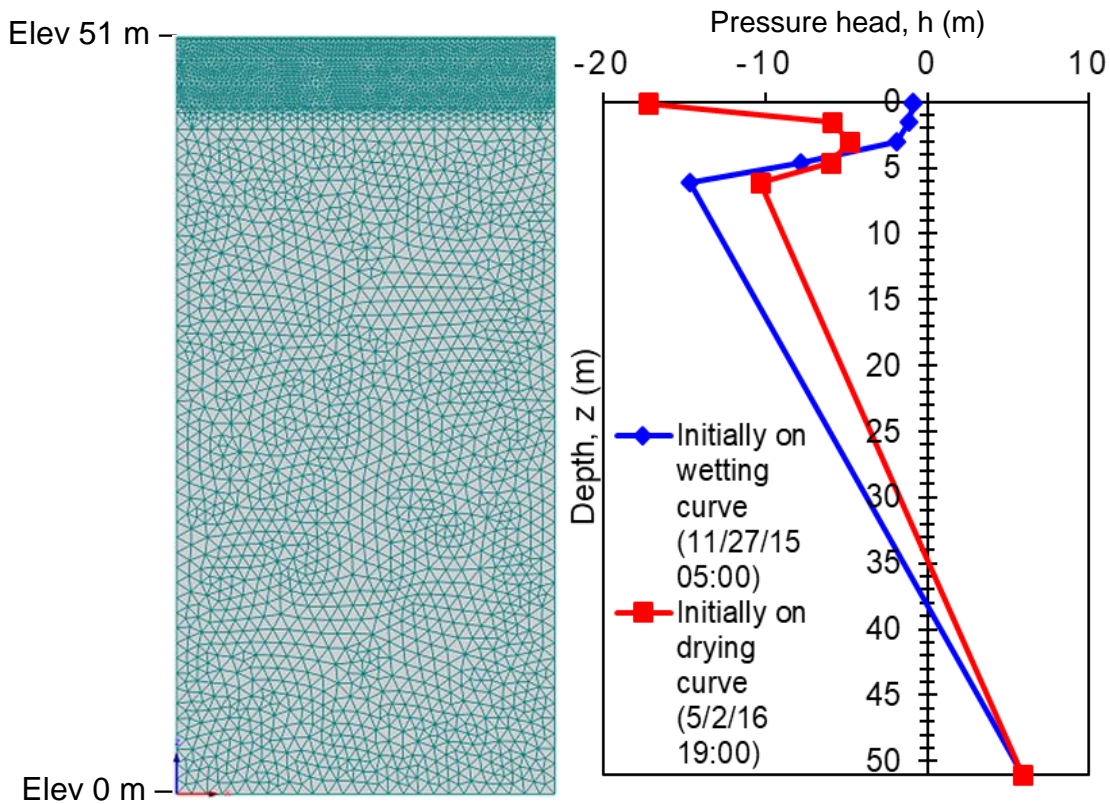 Elev 51 m
Elev 0 m
Pressure head, h (m)
-20 -10 0 10
0
5
10
15
20
25
30
35
40
45
50
Depth, z (m)
Initially on
wetting
curve
(11/27/15
05:00)
Initially on
drying
curve
(5/2/16
19:00)